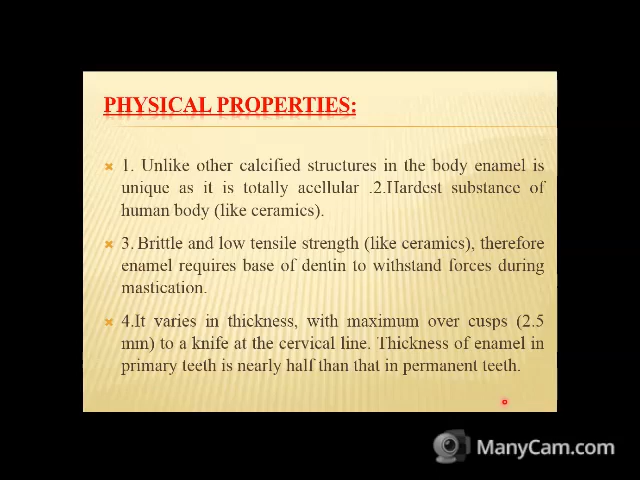 PHYSICAL PROPERTIES:
1. Unlike other calcified structures in the body enamel is
unique as it is totally acellular .2.Hardest substance of
human body (like ceramics).
3. Brittle and low tensile strength (like ceramics), therefore
enamel requires base of dentin to withstand forces during
mastication.
4.It varies in thickness, with maximum over cusps (2.5
mm) to a knife at the cervical line. Thickness of enamel in
primary teeth is nearly half than that in permanent teeth.
ManyCam.com